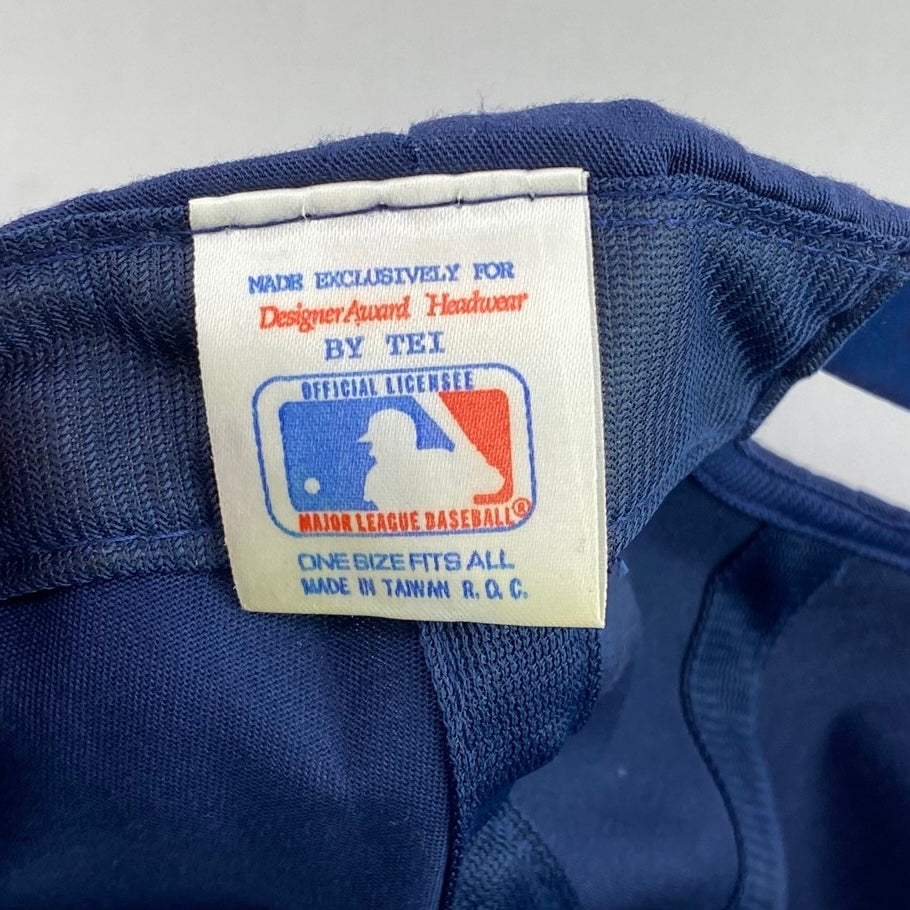 MADE EXCLUSIVELY FOR
Designer Award Headwear
BY TEI
OFFICIAL LICENSEE
MAJOR LEAGUE BASEBALL®
ONE SIZE FITS ALL
MADE IN TAIWAN R.O.C.